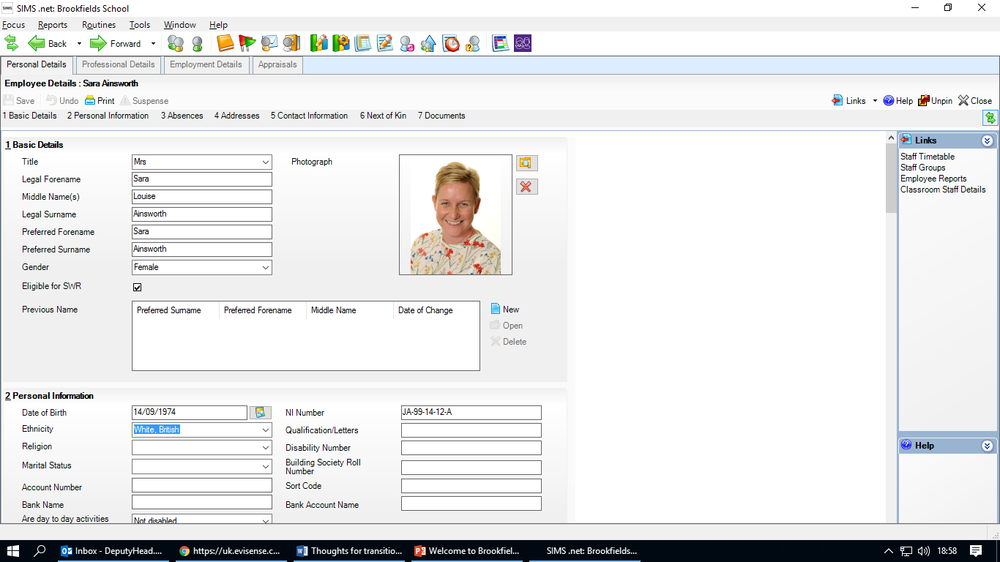 SIMS .net: Brookfields School
Focus Reports Routines Tools Window Help
Back Forward
Personal Details Professional Details Employment Details Appraisals
Employee Details : Sara Ainsworth
Save Undo Print Suspense Links Help Unpin Close
1 Basic Details 2 Personal Information 3 Absences 4 Addresses 5 Contact Information 6 Next of Kin 7 Documents
1 Basic Details
Title Mrs Photograph
Legal Forename Sara
Middle Name(s) Louise
Legal Surname Ainsworth
Preferred Forename Sara
Preferred Surname Ainsworth
Gender Female
Eligible for SWR
Previous Name Preferred Surname Preferred Forename Middle Name Date of Change
New
Open
Delete
2 Personal Information
Date of Birth 14/09/1974 NI Number JA-99-14-12-A
Ethnicity White, British Qualification/Letters
Religion Disability Number
Marital Status Building Society Roll
Number
Account Number Sort Code
Bank Name Bank Account Name
Are day to day activities Not disabled
Links
Staff Timetable
Staff Groups
Employee Reports
Classroom Staff Details
Help
Inbox - DeputyHead.... https://uk.evisense.c... Thoughts for transitio... Welcome to Brookfiel... SIMS .net: Brookfields... 18:58